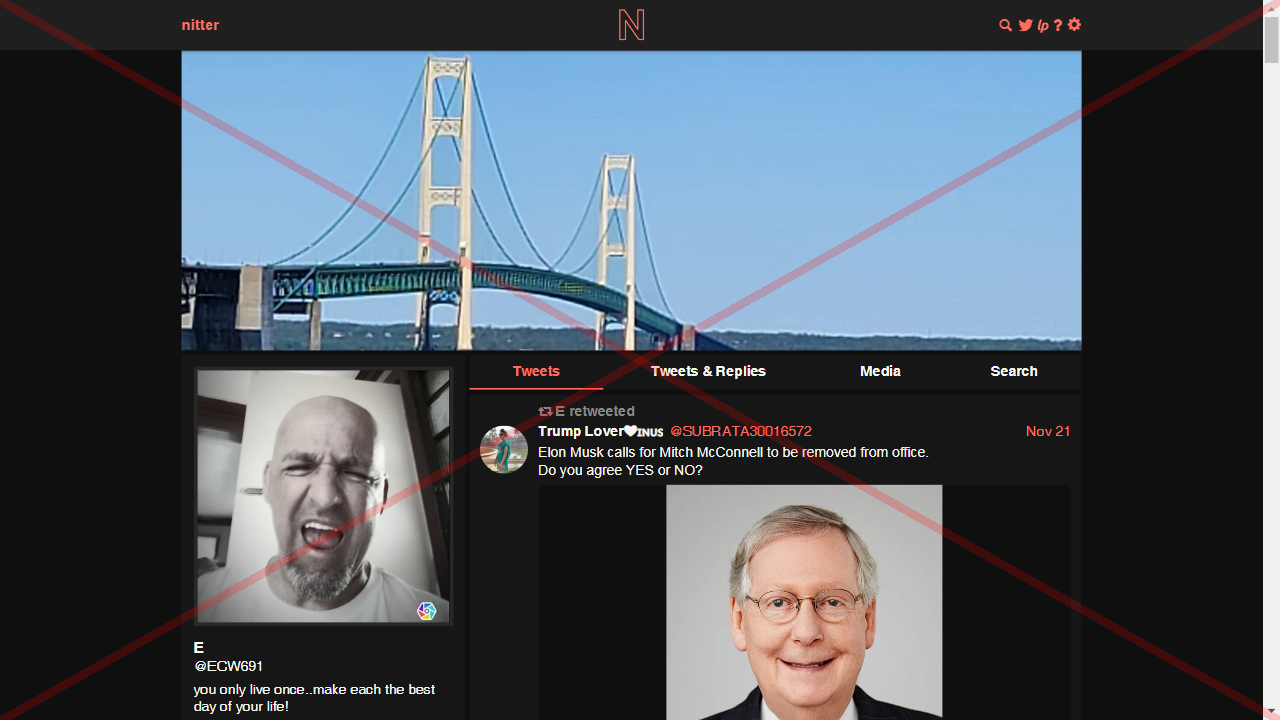 nitter
N
lp ?
Tweets
Tweets & Replies
Media
Search
E retweeted
Trump Lover🤍ɪɴᴜs @SUBRATA30016572
Nov 21
Elon Musk calls for Mitch McConnell to be removed from office.
Do you agree YES or NO?
E
@ECW691
you only live once..make each the best
day of your life!